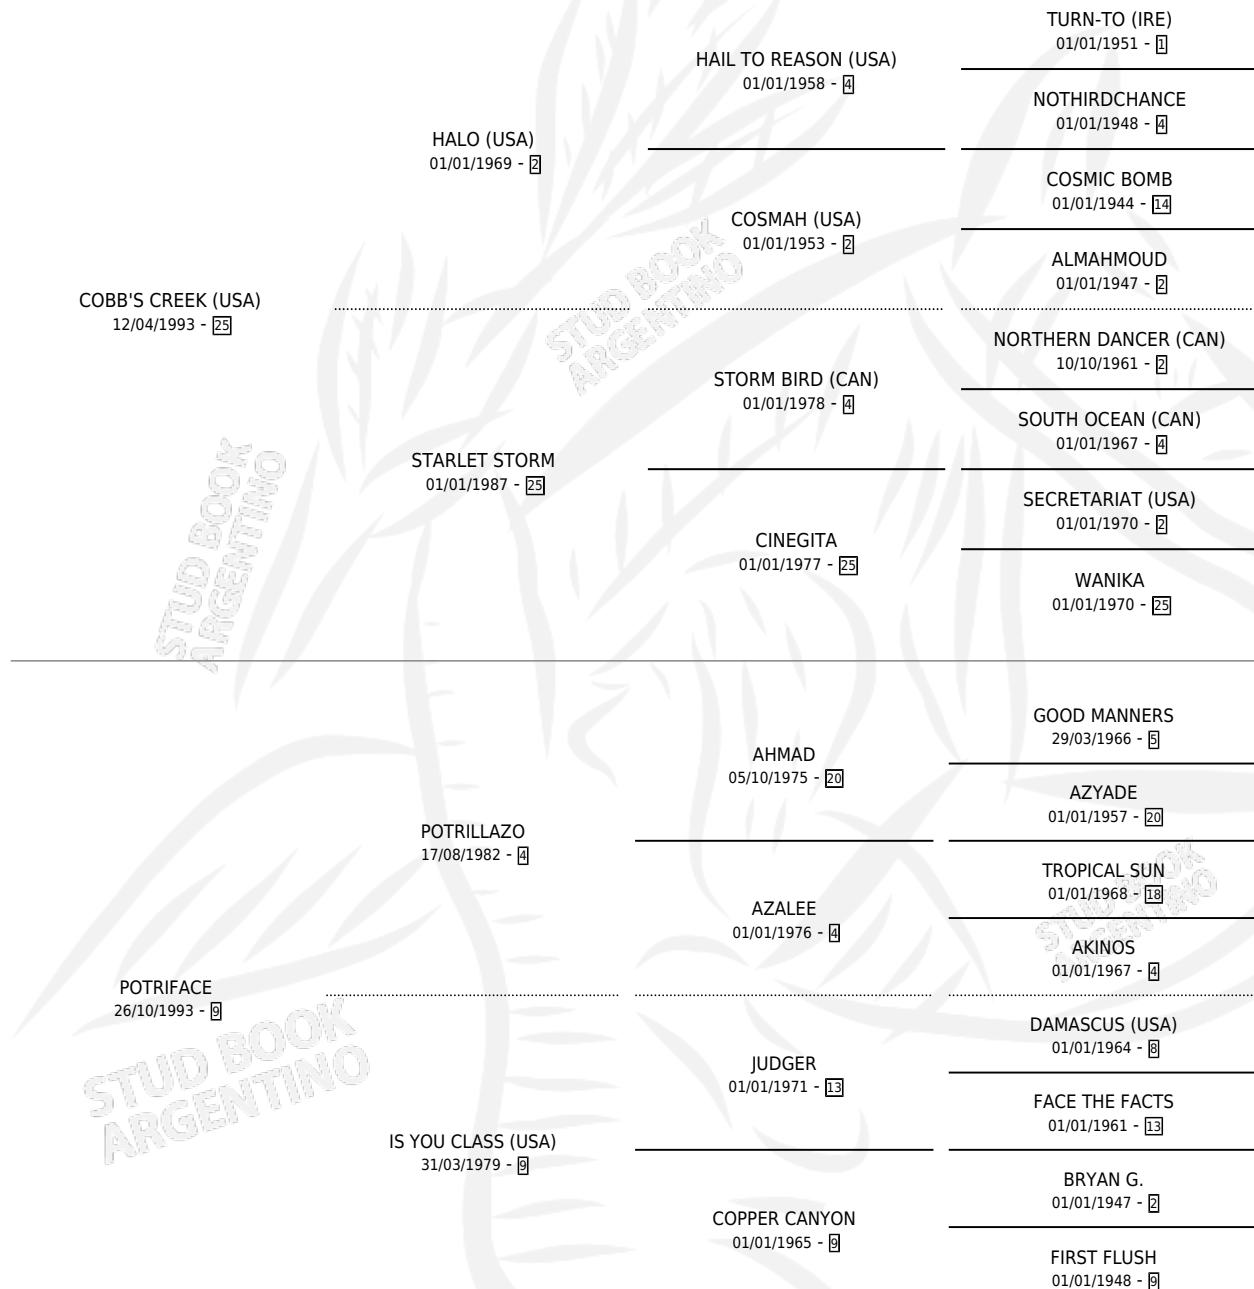 COBB'S CREEK (USA)
12/04/1993 - 25
HALO (USA)
01/01/1969 - 2
STARLET STORM
01/01/1987 - 25
HAIL TO REASON (USA)
01/01/1958 - 4
COSMAH (USA)
01/01/1953 - 2
STORM BIRD (CAN)
01/01/1978 - 4
CINEGITA
01/01/1977 - 25
TURN-TO (IRE)
01/01/1951 - 1
NOTHIRDCHANCE
01/01/1948 - 4
COSMIC BOMB
01/01/1944 - 14
ALMAHMOUD
01/01/1947 - 2
NORTHERN DANCER (CAN)
10/10/1961 - 2
SOUTH OCEAN (CAN)
01/01/1967 - 4
SECRETARIAT (USA)
01/01/1970 - 2
WANIKA
01/01/1970 - 25
POTRIFACE
26/10/1993 - 9
POTRILLAZO
17/08/1982 - 4
IS YOU CLASS (USA)
31/03/1979 - 9
AHMAD
05/10/1975 - 20
AZALEE
01/01/1976 - 4
JUDGER
01/01/1971 - 13
COPPER CANYON
01/01/1965 - 9
GOOD MANNERS
29/03/1966 - 5
AZYADE
01/01/1957 - 20
TROPICAL SUN
01/01/1968 - 18
AKINOS
01/01/1967 - 4
DAMASCUS (USA)
01/01/1964 - 8
FACE THE FACTS
01/01/1961 - 13
BRYAN G.
01/01/1947 - 2
FIRST FLUSH
01/01/1948 - 9
STUD BOOK
ARGENTINO
STUD BOOK
ARGENTINO
STUD BOOK
ARGENTINO
STUD BOOK
ARGENTINO